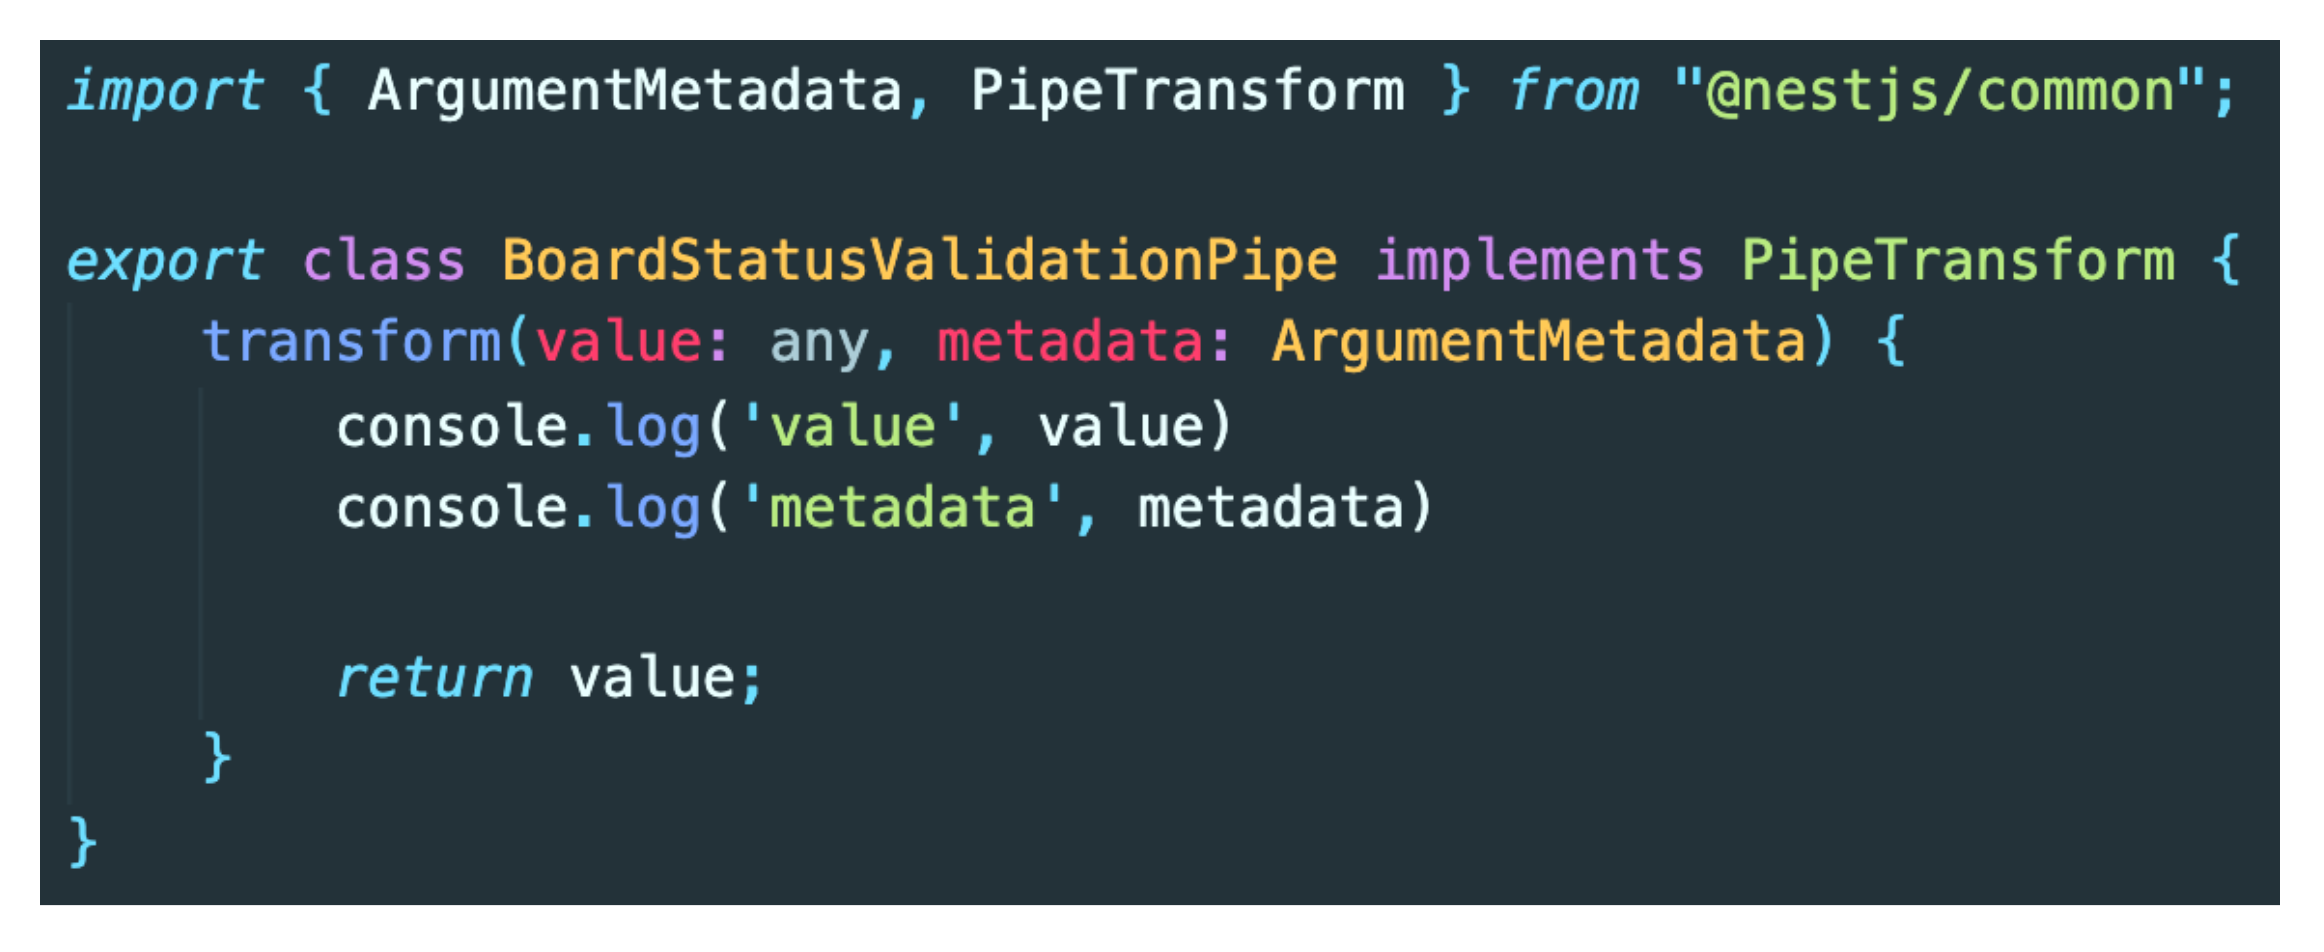 import { ArgumentMetadata, PipeTransform } from "@nestjs/common";
export class BoardStatusValidationPipe implements PipeTransform {
transform(value: any, metadata: ArgumentMetadata) {
console.log('value', value)
console.log('metadata', metadata)
return value;
}
}